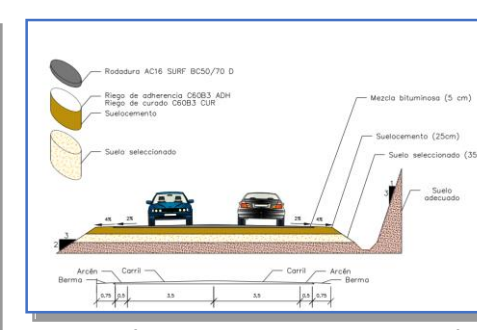 Rodadura AC16 SURF BC50/70 D
Riego de adherencia C60B3 ADH
Riego de curado C60B3 CUR
Suelocemento
Suelo seleccionado
Mezcla bituminosa (5 cm)
Suelocemento (25cm)
Suelo seleccionado (35
Suelo
adecuado
1
3
4% 2% 2% 4%
3
2
Arcén Carril Carril Arcén
Berma Berma
0,75 0,5 3,5 3,5 0,5 0,75